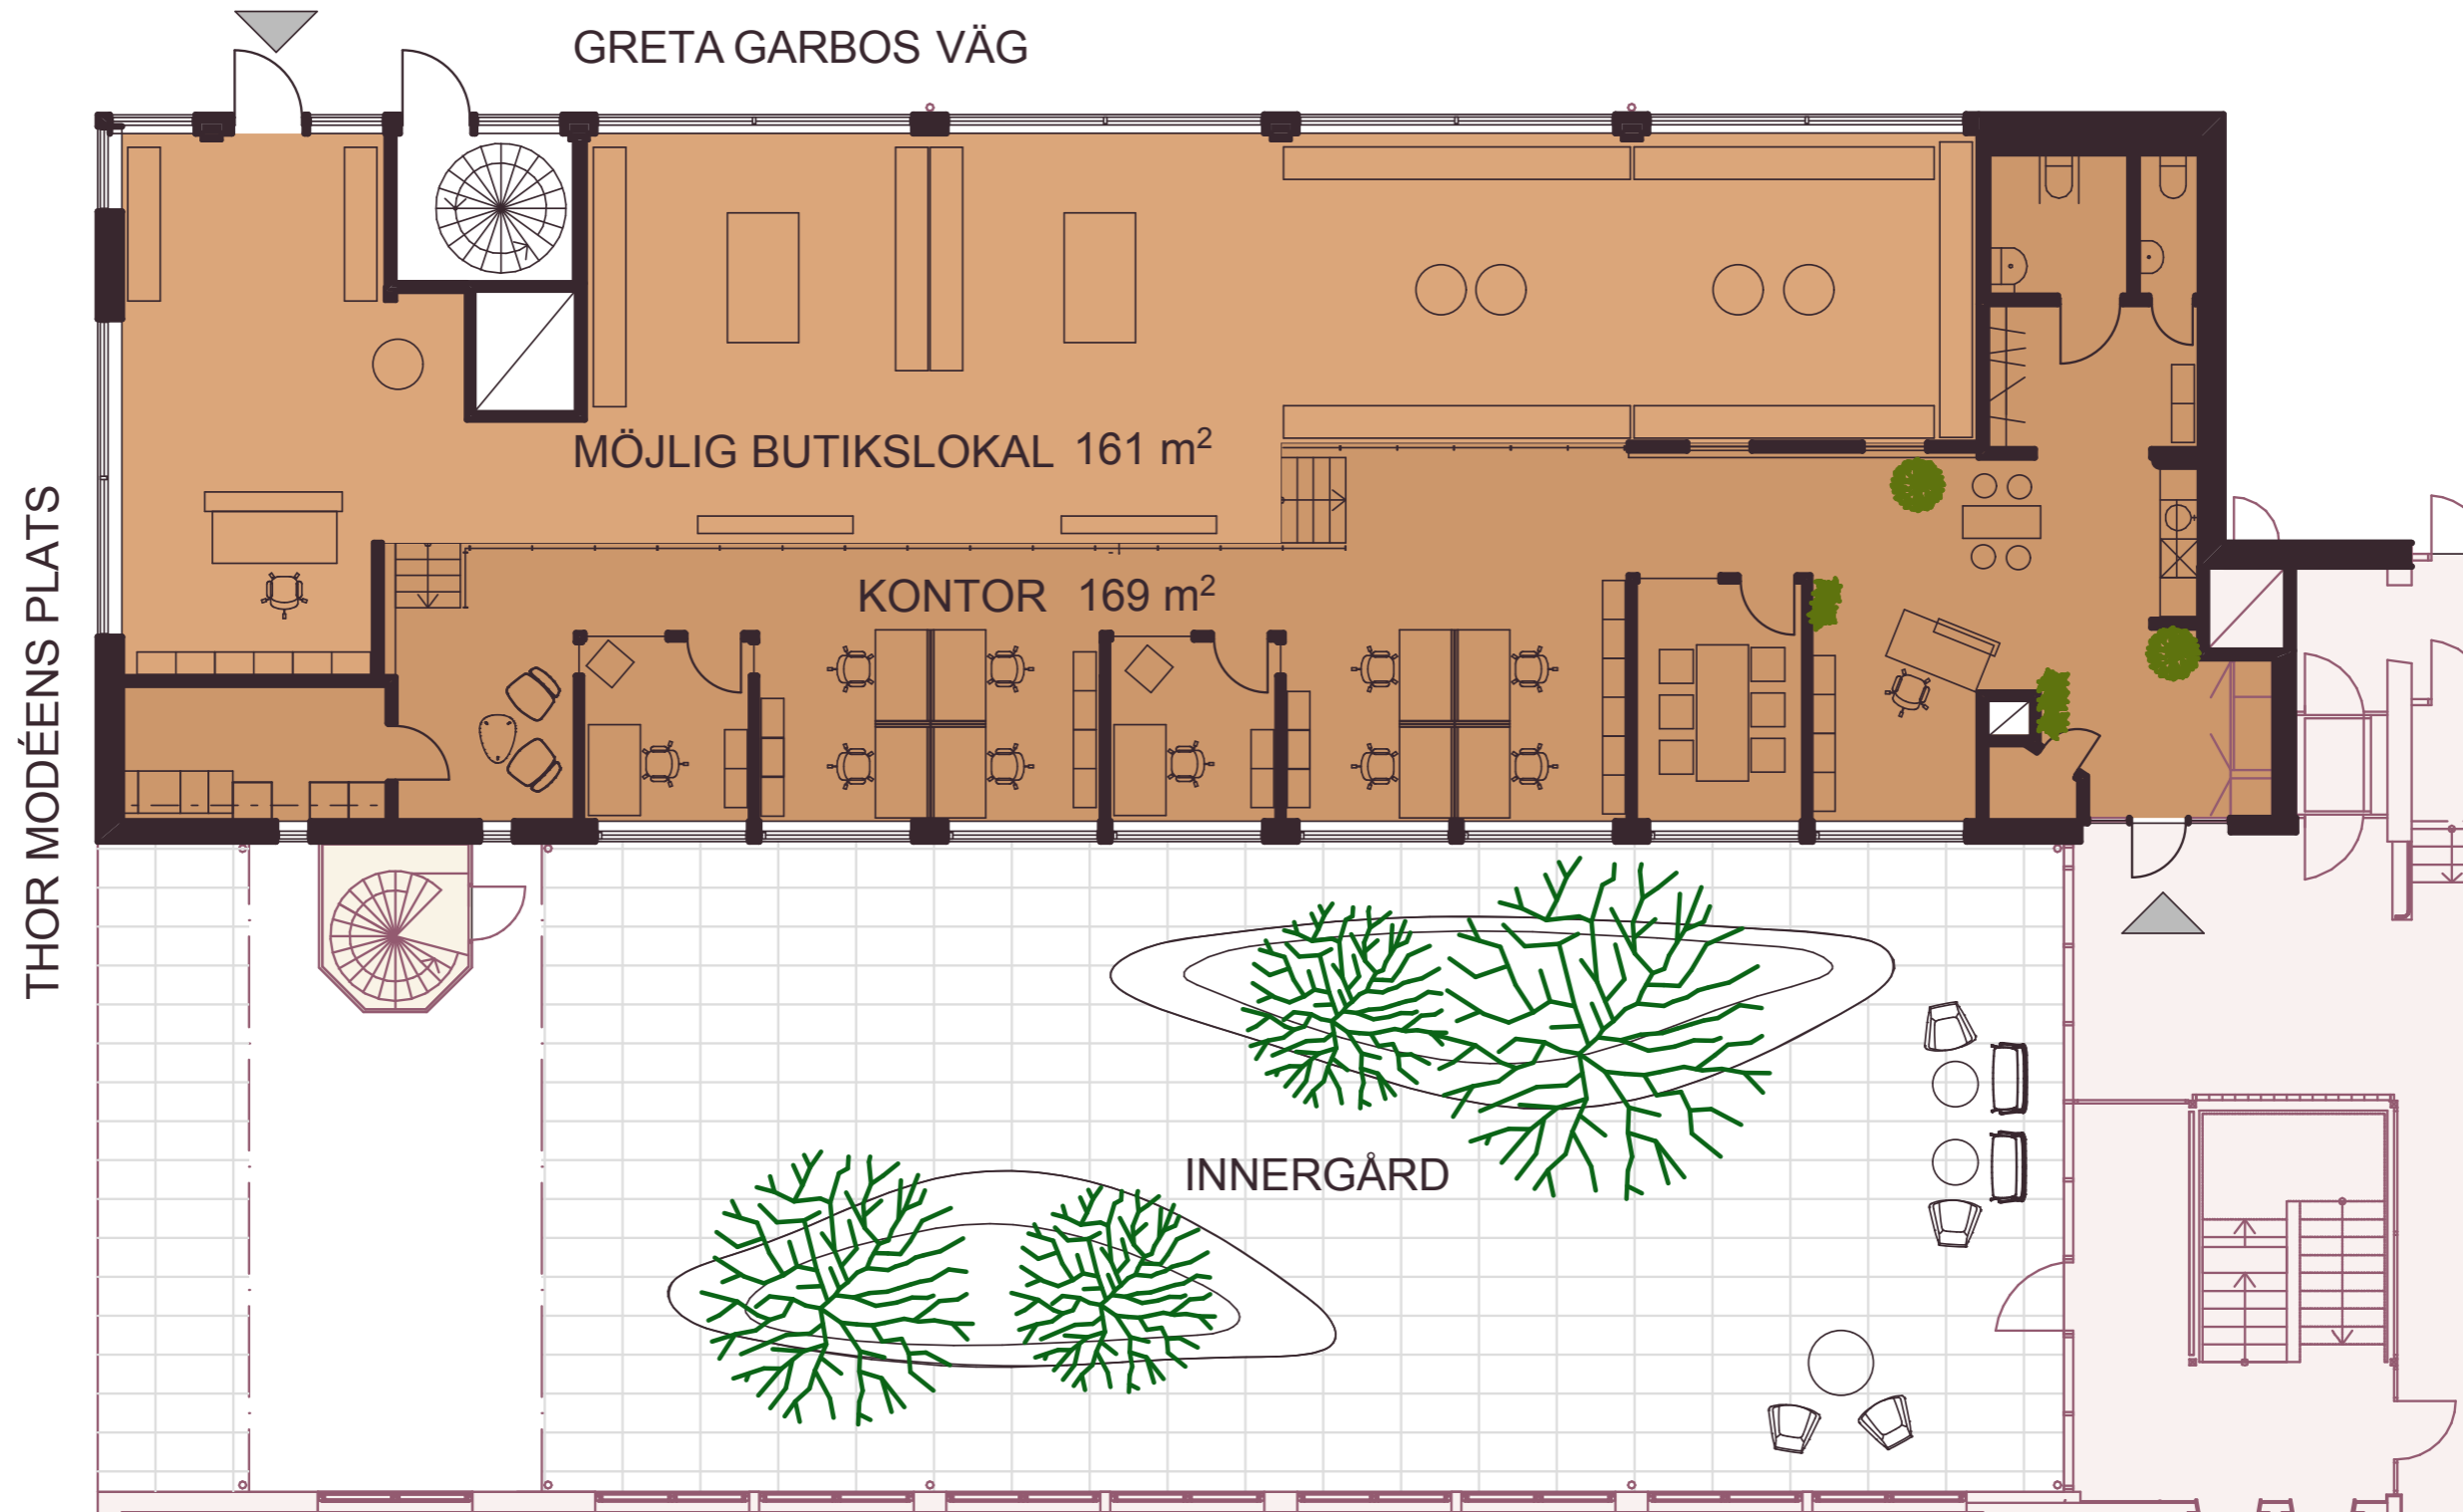 GRETA GARBOS VÄG
MÖJLIG BUTIKSLOKAL 161 m²
KONTOR 169 m²
THOR MODÉENS PLATS
INNERGÅRD